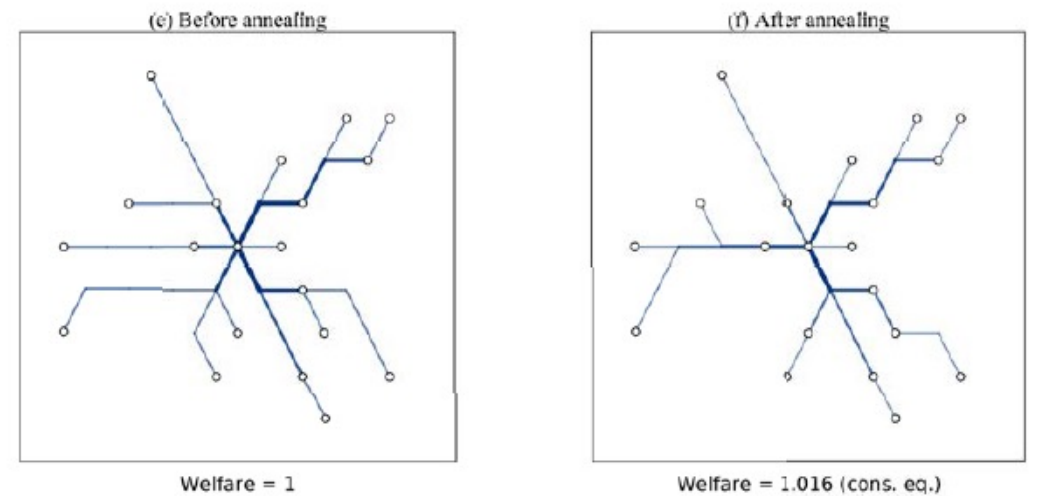 (e) Before annealing
(f) After annealing
Welfare = 1
Welfare = 1.016 (cons. eq.)